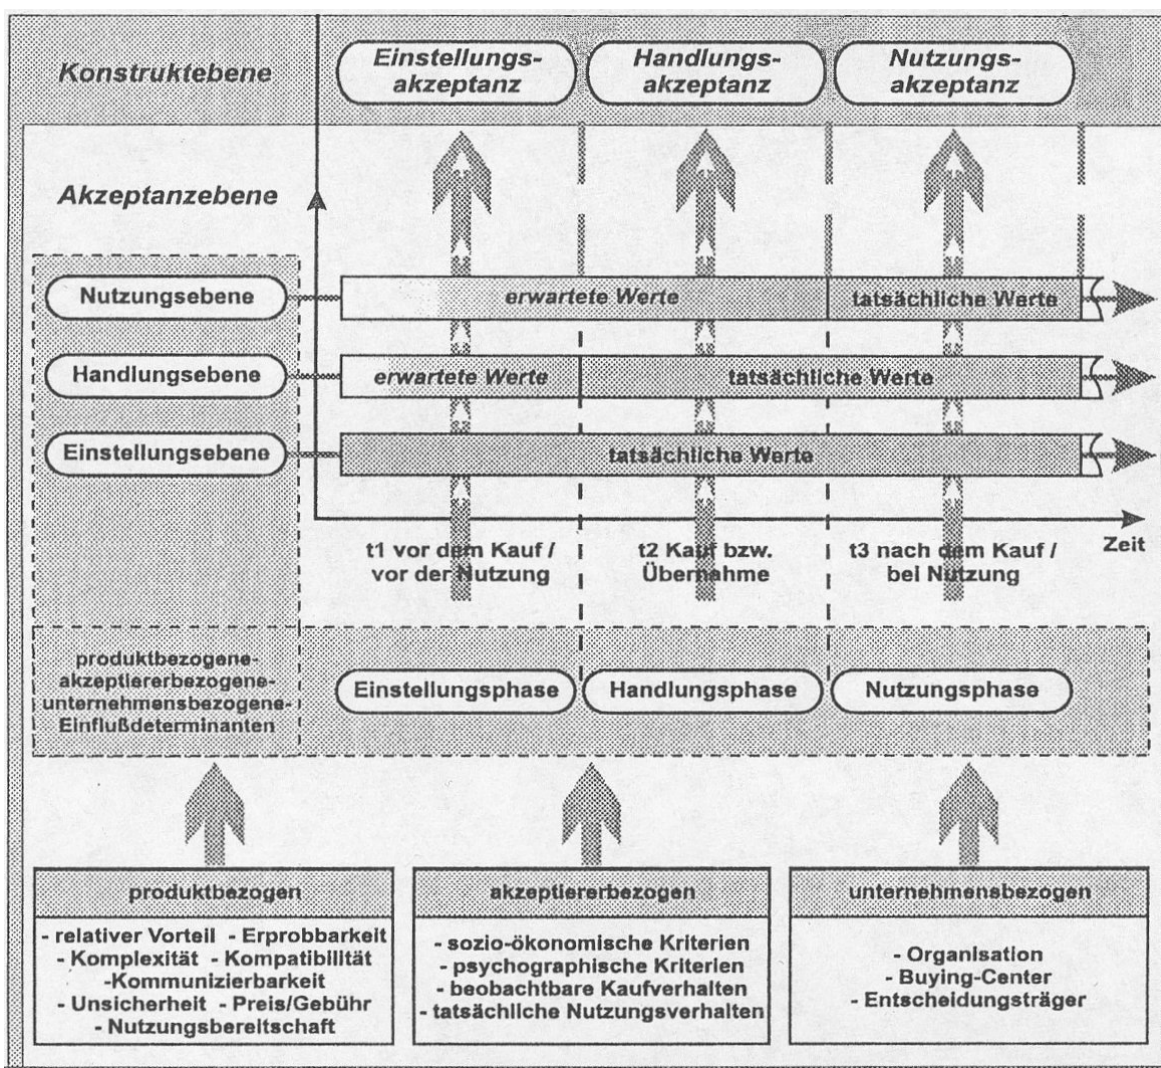 Konstruktebene
Einstellungs-
akzeptanz
Handlungs-
akzeptanz
Nutzungs-
akzeptanz
Akzeptanzebene
Nutzungsebene
erwartete Werte
tatsächliche Werte
Handlungsebene
erwartete Werte
tatsächliche Werte
Einstellungsebene
tatsächliche Werte
Zeit
t1 vor dem Kauf /
vor der Nutzung
t2 Kauf bzw.
Übernahme
t3 nach dem Kauf /
bei Nutzung
produktbezogene-
akzeptiererbezogene-
unternehmensbezogene-
Einflußdeterminanten
Einstellungsphase
Handlungsphase
Nutzungsphase
produktbezogen
- relativer Vorteil - Erprobbarkeit
- Komplexität - Kompatibilität
-Kommunizierbarkeit
- Unsicherheit - Preis/Gebühr
- Nutzungsbereitschaft
akzeptiererbezogen
- sozio-ökonomische Kriterien
- psychographische Kriterien
- beobachtbare Kaufverhalten
- tatsächliche Nutzungsverhalten
unternehmensbezogen
- Organisation
- Buying-Center
- Entscheidungsträger